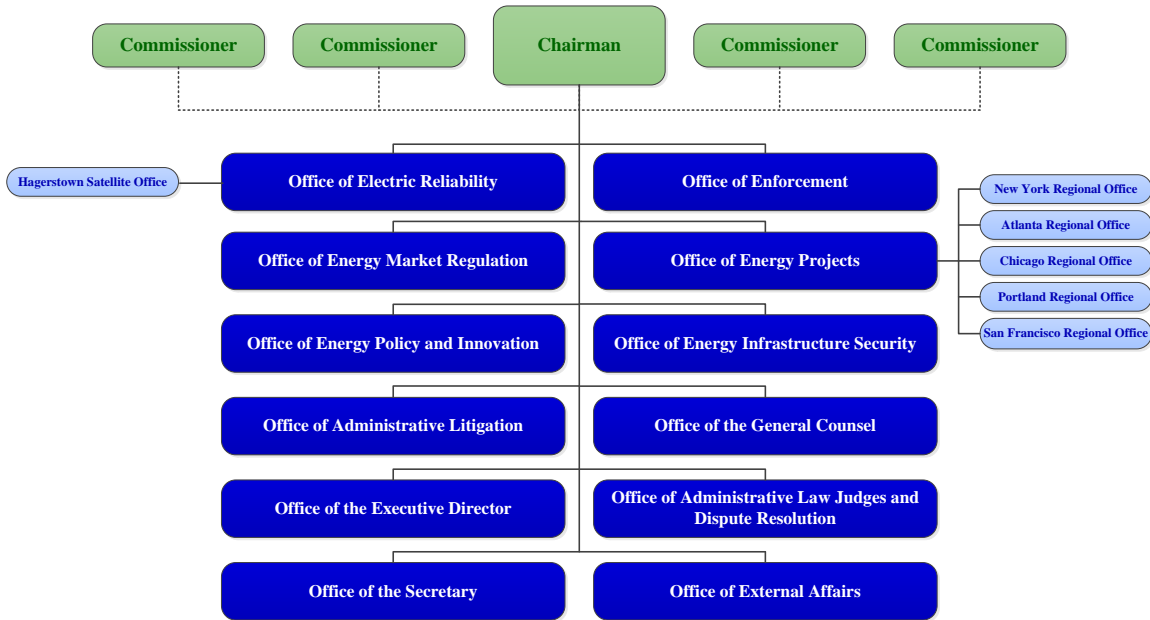 Commissioner
Commissioner
Chairman
Commissioner
Commissioner
Hagerstown Satellite Office
Office of Electric Reliability
Office of Enforcement
New York Regional Office
Atlanta Regional Office
Office of Energy Market Regulation
Office of Energy Projects
Chicago Regional Office
Portland Regional Office
San Francisco Regional Office
Office of Energy Policy and Innovation
Office of Energy Infrastructure Security
Office of Administrative Litigation
Office of the General Counsel
Office of the Executive Director
Office of Administrative Law Judges and
Dispute Resolution
Office of the Secretary
Office of External Affairs